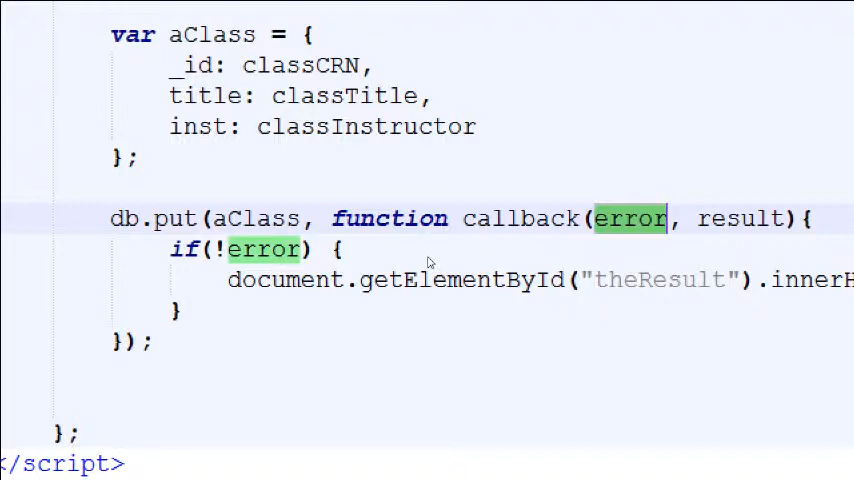 var aClass = {
_id: classCRN,
title: classTitle,
inst: classInstructor
};
db.put(aClass, function callback(error, result){
if(!error) {
document.getElementById("theResult").innerH
}
});
};
</script>